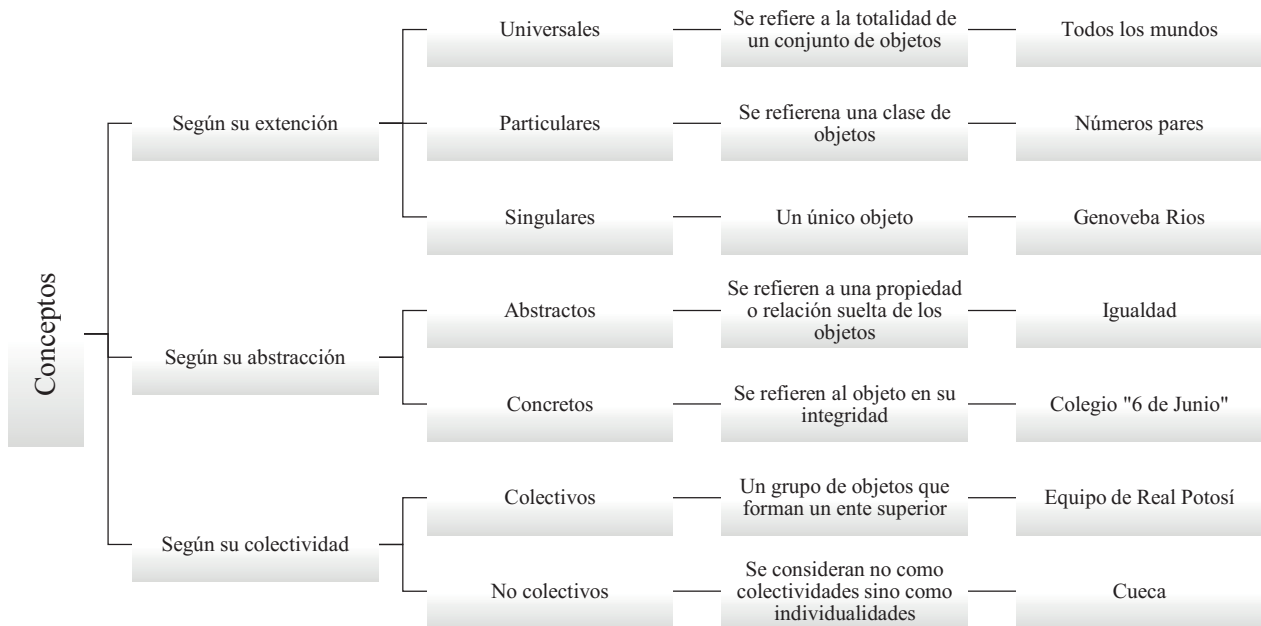 Conceptos
Según su extención
Universales
Se refiere a la totalidad de
un conjunto de objetos
Todos los mundos
Particulares
Se refierena una clase de
objetos
Números pares
Singulares
Un único objeto
Genoveba Rios
Según su abstracción
Abstractos
Se refieren a una propiedad
o relación suelta de los
objetos
Igualdad
Concretos
Se refieren al objeto en su
integridad
Colegio "6 de Junio"
Según su colectividad
Colectivos
Un grupo de objetos que
forman un ente superior
Equipo de Real Potosí
No colectivos
Se consideran no como
colectividades sino como
individualidades
Cueca